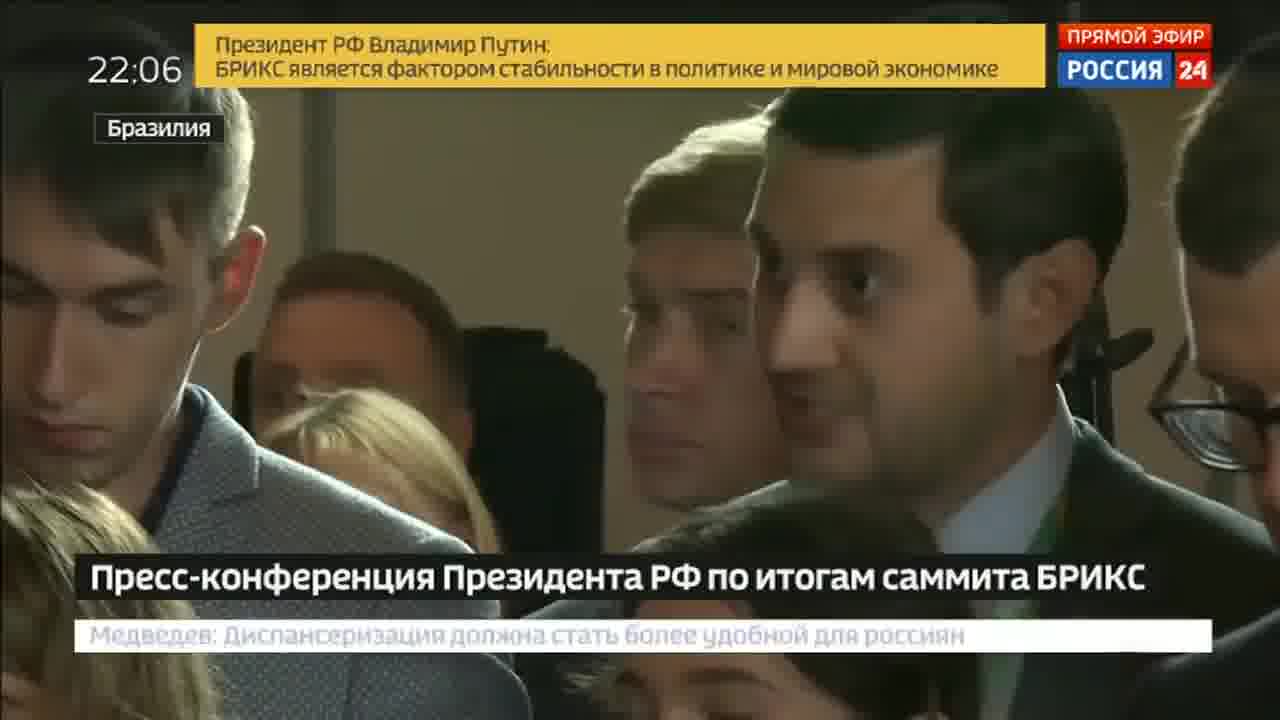 22:06
Президент РФ Владимир Путин:
БРИКС является фактором стабильности в политике и мировой экономике
ПРЯМОЙ ЭФИР
РОССИЯ 24
Бразилия
Пресс-конференция Президента РФ по итогам саммита БРИКС
Медведев: Диспансеризация должна стать более удобной для россиян